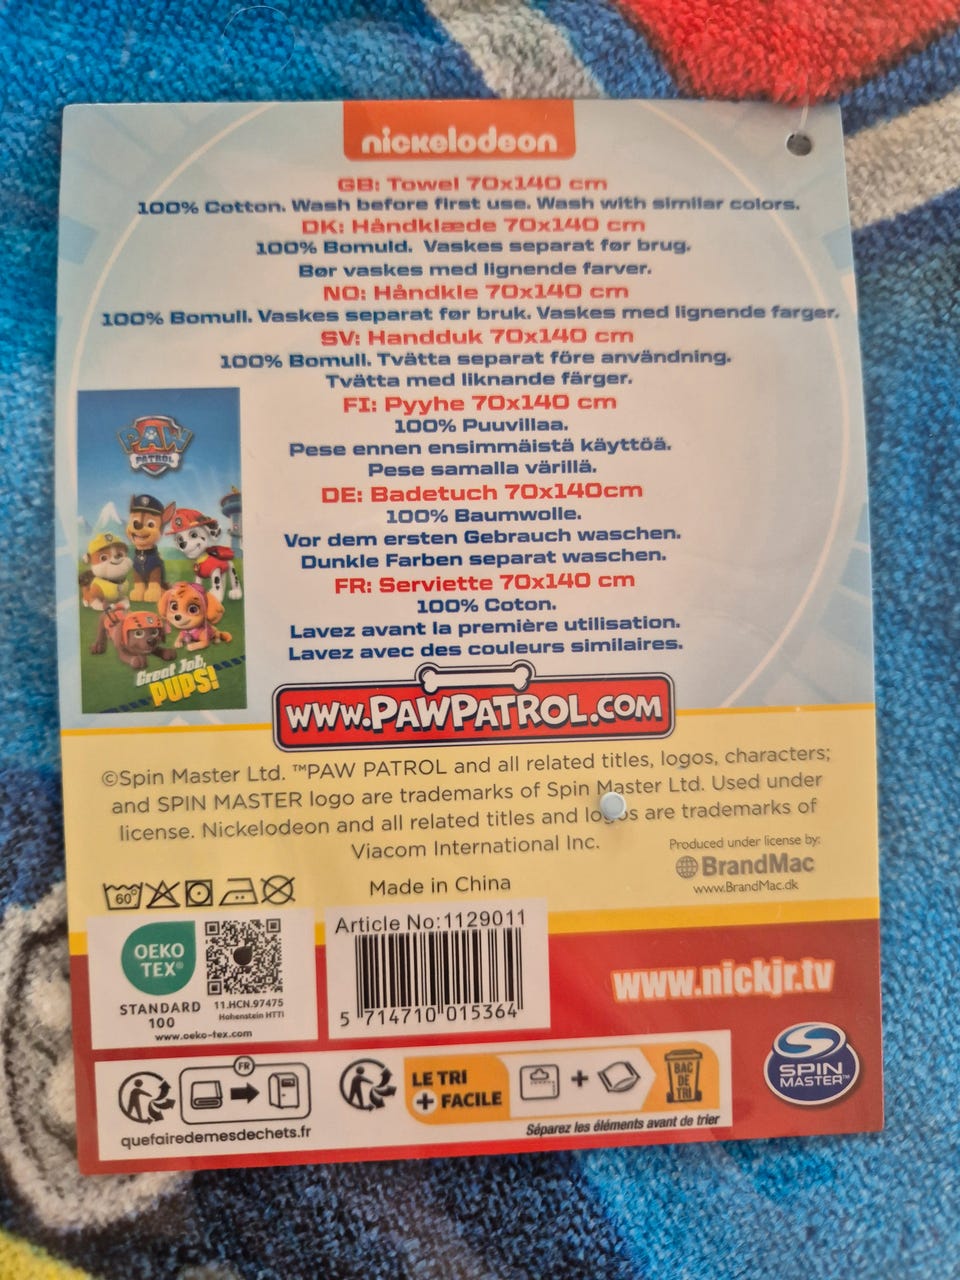 nickelodeon
GB: Towel 70x140 cm
100% Cotton. Wash before first use. Wash with similar colors.
DK: Håndklæde 70x140 cm
100% Bomuld. Vaskes separat før brug.
Bør vaskes med lignende farver.
NO: Håndkle 70x140 cm
100% Bomull. Vaskes separat før bruk. Vaskes med lignende farger.
SV: Handduk 70x140 cm
100% Bomull. Tvätta separat före användning.
Tvätta med liknande färger.
FI: Pyyhe 70x140 cm
100% Puuvillaa.
Pese ennen ensimmäistä käyttöä.
Pese samalla värillä.
DE: Badetuch 70x140cm
100% Baumwolle.
Vor dem ersten Gebrauch waschen.
Dunkle Farben separat waschen.
FR: Serviette 70x140 cm
100% Coton.
Lavez avant la première utilisation.
Lavez avec des couleurs similaires.
PAW
PATROL
Great Job,
PUPS!
www.PAWPATROL.COM
©Spin Master Ltd. ™PAW PATROL and all related titles, logos, characters;
and SPIN MASTER logo are trademarks of Spin Master Ltd. Used under
license. Nickelodeon and all related titles and logos are trademarks of
Viacom International Inc.
Produced under license by:
BrandMac
www.BrandMac.dk
60°
Made in China
OEKO
TEX®
STANDARD
100
11.HCN.97475
Hohenstein HTTI
www.oeko-tex.com
Article No:1129011
5 714710 015364
www.nickjr.tv
SPIN
MASTER™
FR
quefairedemesdechets.fr
LE TRI
+ FACILE
+
BAC
DE
TRI
Séparez les éléments avant de trier